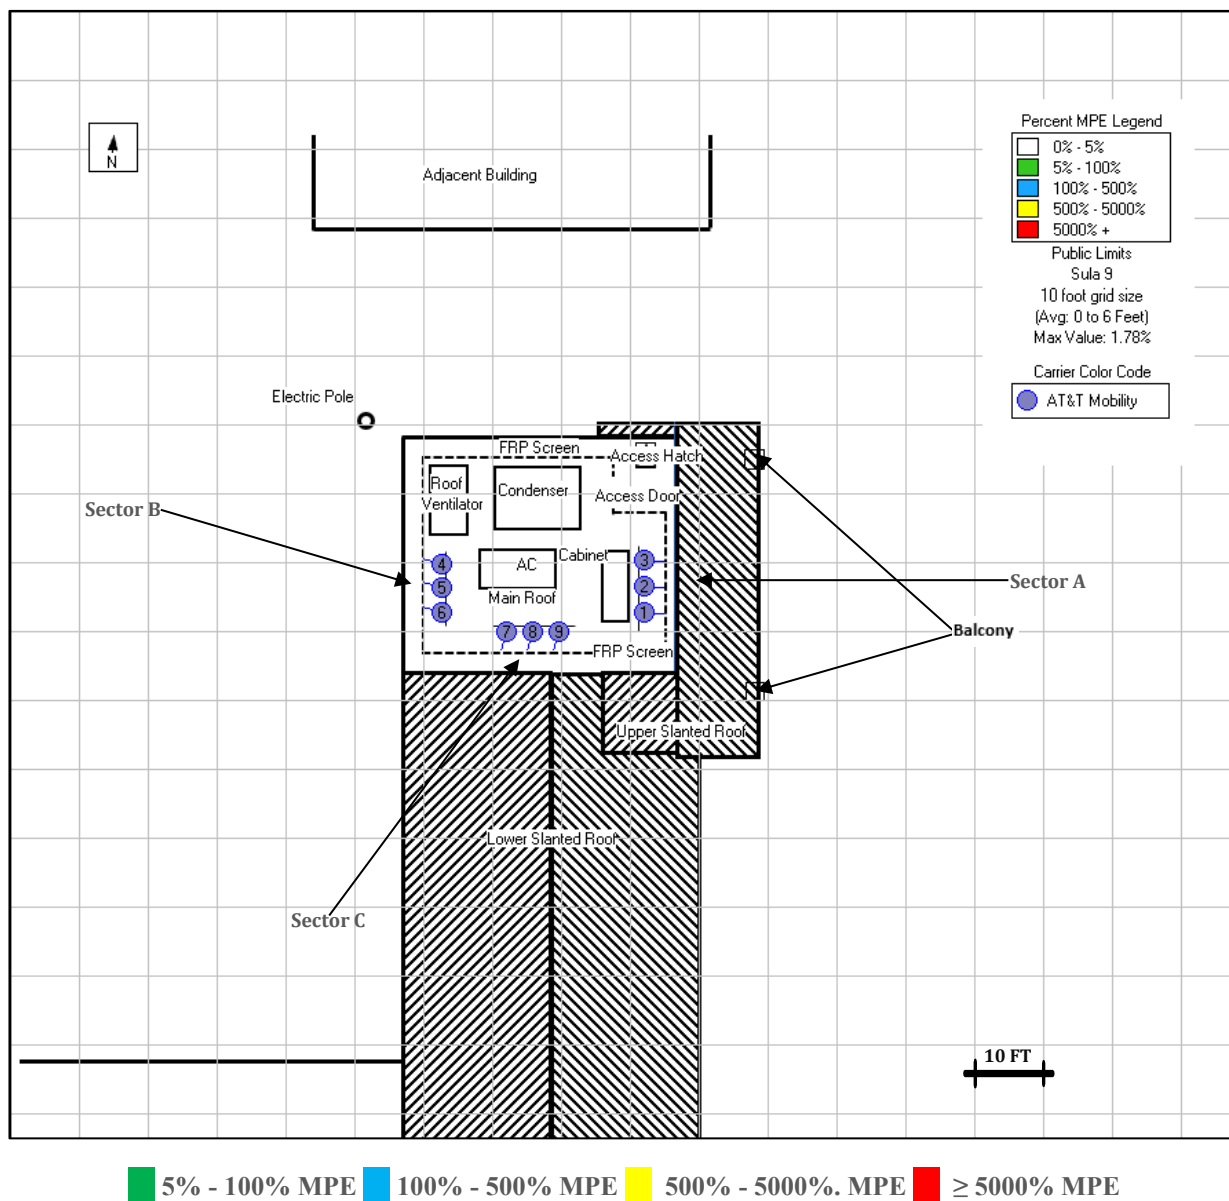 N
Adjacent Building
Percent MPE Legend
0% - 5%
5% - 100%
100% - 500%
500% - 5000%
5000% +
Public Limits
Sula 9
10 foot grid size
(Avg: 0 to 6 Feet)
Max Value: 1.78%
Carrier Color Code
AT&T Mobility
Electric Pole
FRP Screen
Access Hatch
Roof
Ventilator
Condenser
Access Door
Sector B
4
5
6
AC
Cabinet
Main Roof
3
2
1
Sector A
7
8
9
FRP Screen
Balcony
Upper Slanted Roof
Lower Slanted Roof
Sector C
10 FT
5% - 100% MPE
100% - 500% MPE
500% - 5000%. MPE
≥ 5000% MPE